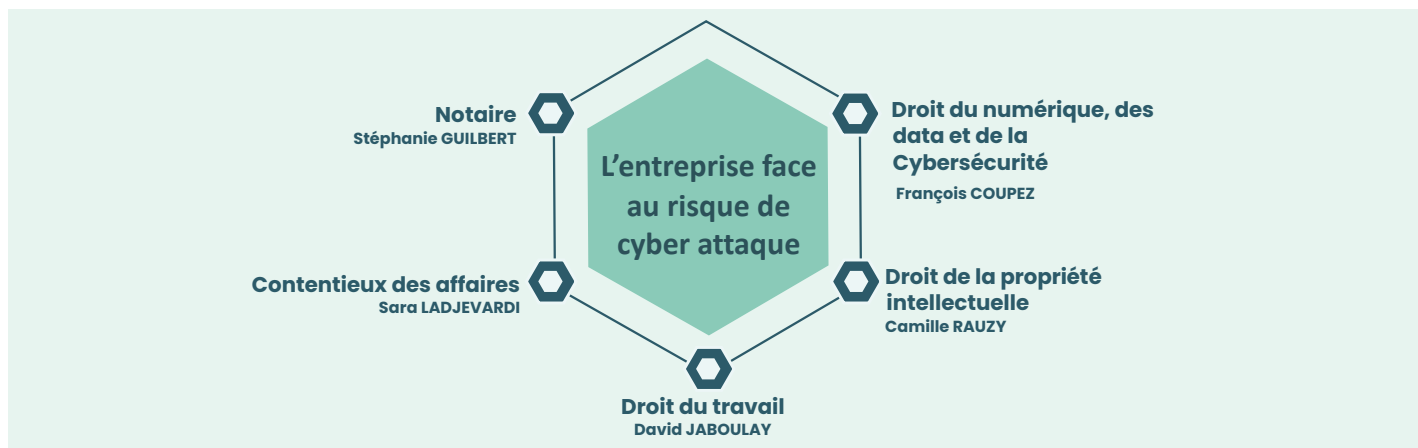 Notaire
Stéphanie GUILBERT
Droit du numérique, des
data et de la
Cybersécurité
François COUPEZ
L’entreprise face
au risque de
cyber attaque
Contentieux des affaires
Sara LADJEVARDI
Droit de la propriété
intellectuelle
Camille RAUZY
Droit du travail
David JABOULAY